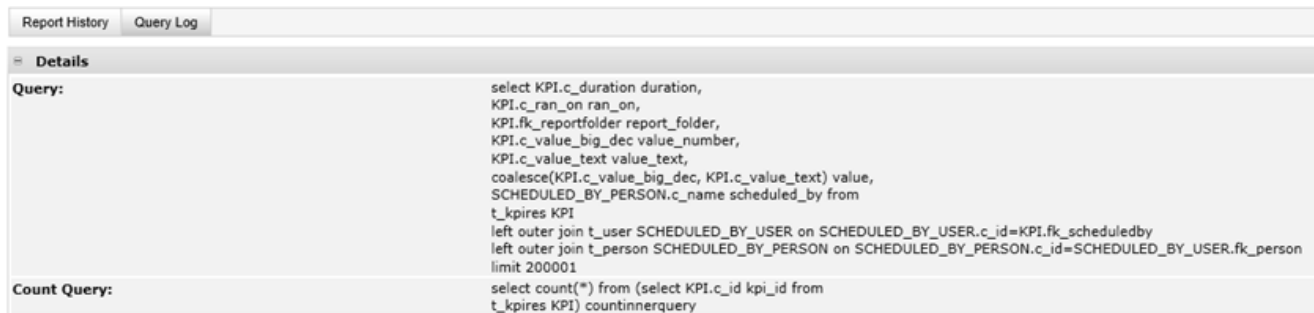 Report History Query Log
Details
Query: select KPI.c_duration duration,
KPI.c_ran_on ran_on,
KPI.fk_reportfolder report_folder,
KPI.c_value_big_dec value_number,
KPI.c_value_text value_text,
coalesce(KPI.c_value_big_dec, KPI.c_value_text) value,
SCHEDULED_BY_PERSON.c_name scheduled_by from
t_kpires KPI
left outer join t_user SCHEDULED_BY_USER on SCHEDULED_BY_USER.c_id=KPI.fk_scheduledby
left outer join t_person SCHEDULED_BY_PERSON on SCHEDULED_BY_PERSON.c_id=SCHEDULED_BY_USER.fk_person
limit 200001
Count Query: select count(*) from (select KPI.c_id kpi_id from
t_kpires KPI) countinnerquery